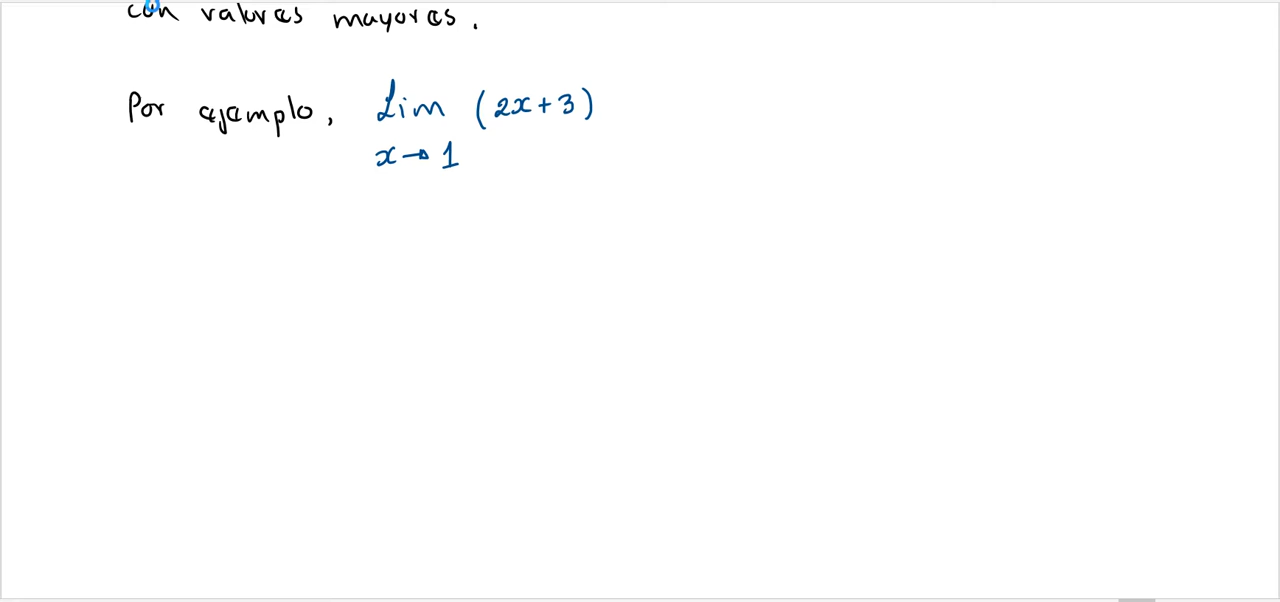 con valores mayores.
Por ejemplo, Lim (2x+3)
x→1